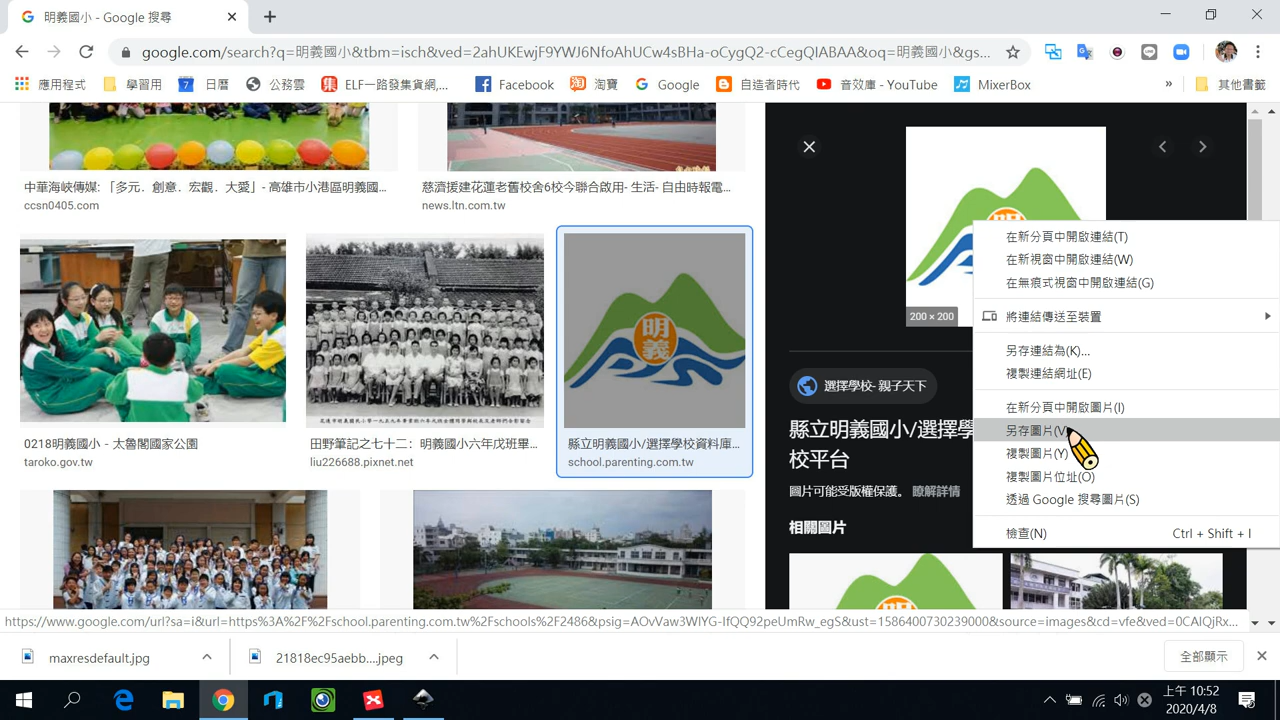 明義國小 - Google 搜尋
google.com/search?q=明義國小&tbm=isch&ved=2ahUKEwjF9YWJ6NfoAhUCw4sBHa-oCygQ2-cCegQIABAA&oq=明義國小&gs...
應用程式 學習用 日曆 公務雲 ELF一路發集貨網,... Facebook 淘寶 Google 自造者時代 音效庫 - YouTube MixerBox » 其他書籤
中華海峽傳媒: 「多元．創意．宏觀．大愛」- 高雄市小港區明義國...
ccsn0405.com
慈濟援建花蓮老舊校舍6校今聯合啟用- 生活- 自由時報電...
news.ltn.com.tw
0218明義國小 - 太魯閣國家公園
taroko.gov.tw
田野筆記之七十二：明義國小六年戊班畢...
liu226688.pixnet.net
明
義
縣立明義國小/選擇學校資料庫...
school.parenting.com.tw
明
200 × 200
選擇學校- 親子天下
縣立明義國小/選擇學
校平台
圖片可能受版權保護。 瞭解詳情
相關圖片
在新分頁中開啟連結(T)
在新視窗中開啟連結(W)
在無痕式視窗中開啟連結(G)
將連結傳送至裝置
另存連結為(K)...
複製連結網址(E)
在新分頁中開啟圖片(I)
另存圖片(V)
複製圖片(Y)
複製圖片位址(O)
透過 Google 搜尋圖片(S)
檢查(N) Ctrl + Shift + I
https://www.google.com/url?sa=i&url=https%3A%2F%2Fschool.parenting.com.tw%2Fschools%2F2486&psig=AOvVaw3WlYG-IfQQ92peUmRw_egS&ust=1586400730239000&source=images&cd=vfe&ved=0CAIQjRx...
maxresdefault.jpg
21818ec95aebb....jpeg
全部顯示
上午 10:52
2020/4/8